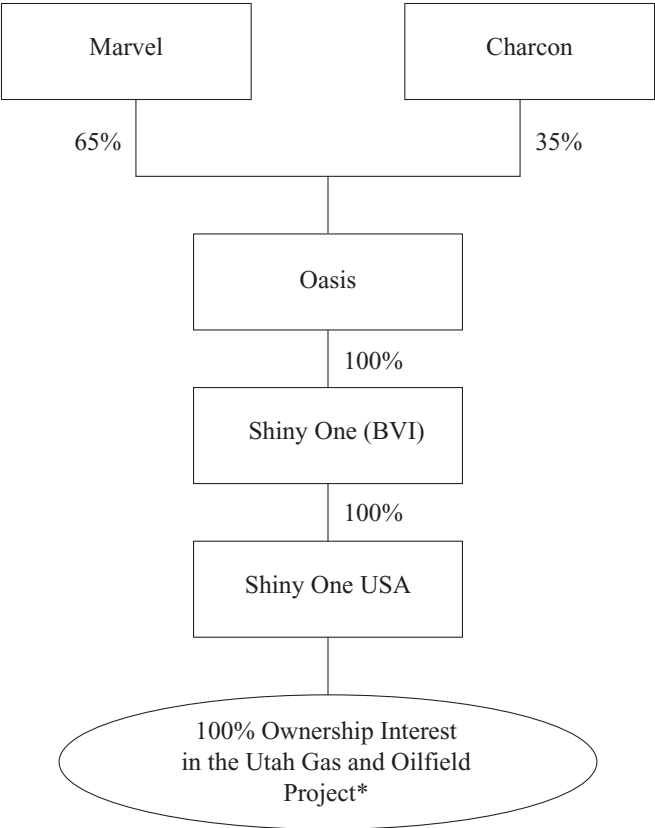 Marvel
Charcon
65%
35%
Oasis
100%
Shiny One (BVI)
100%
Shiny One USA
100% Ownership Interest
in the Utah Gas and Oilfield
Project*